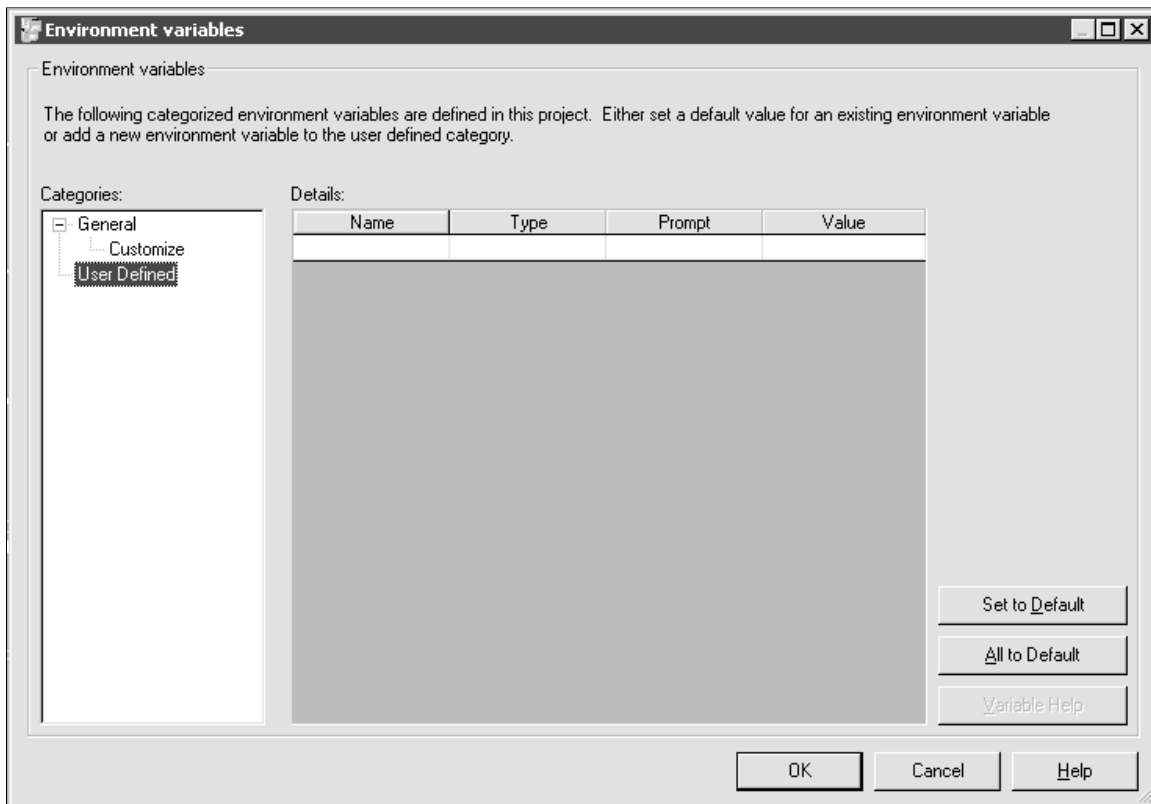 Environment variables
Environment variables
The following categorized environment variables are defined in this project. Either set a default value for an existing environment variable
or add a new environment variable to the user defined category.
Categories:
Details:
General
Customize
User Defined
Name Type Prompt Value
Set to Default
All to Default
Variable Help
OK Cancel Help